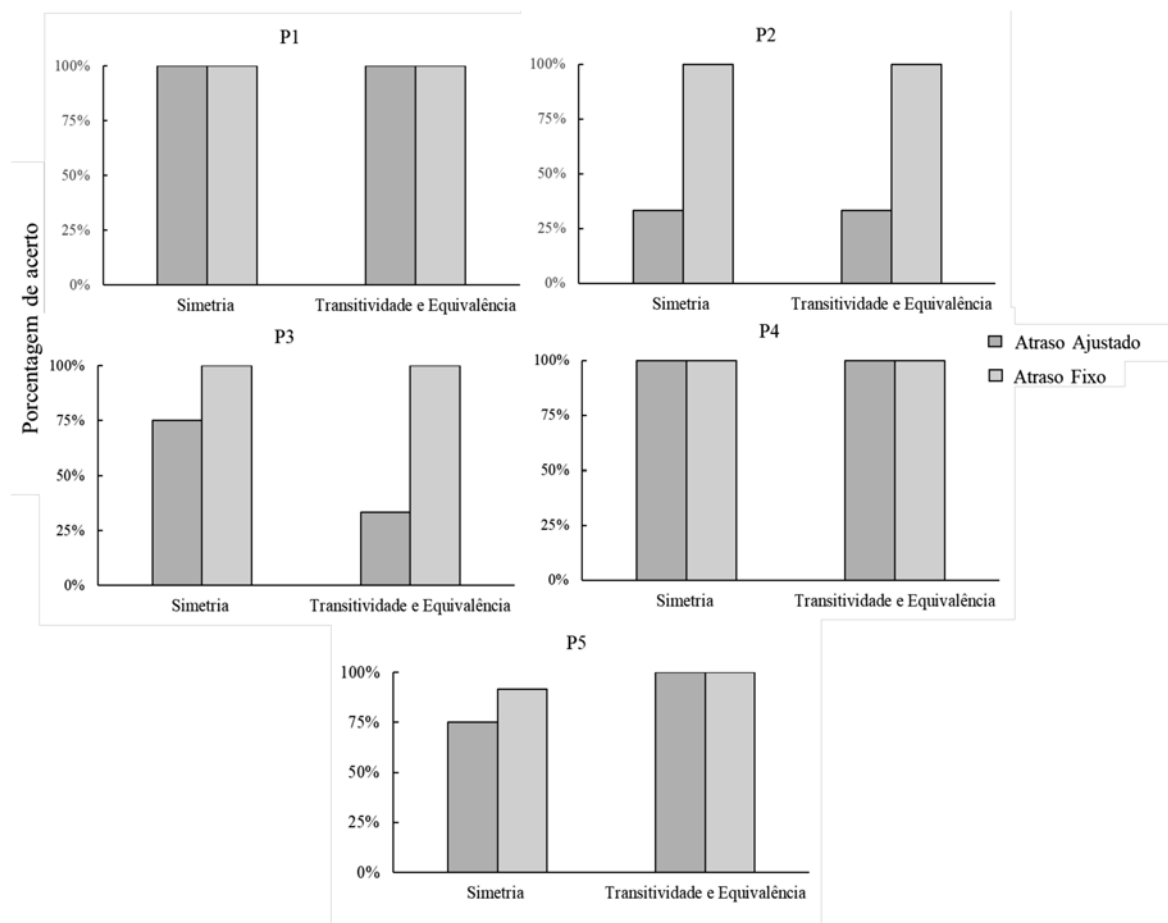 Porcentagem de acerto
P1
100%
75%
50%
25%
0%
Simetria
Transitividade e Equivalência
P2
100%
75%
50%
25%
0%
Simetria
Transitividade e Equivalência
P3
100%
75%
50%
25%
0%
Simetria
Transitividade e Equivalência
P4
100%
75%
50%
25%
0%
Simetria
Transitividade e Equivalência
Atraso Ajustado
Atraso Fixo
P5
100%
75%
50%
25%
0%
Simetria
Transitividade e Equivalência